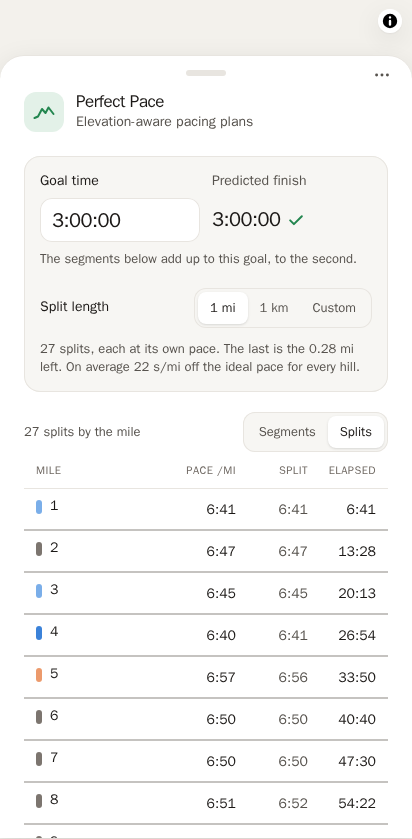 Perfect Pace
Elevation-aware pacing plans
Goal time
Predicted finish
3:00:00
3:00:00
The segments below add up to this goal, to the second.
Split length
1 mi
1 km
Custom
27 splits, each at its own pace. The last is the 0.28 mi
left. On average 22 s/mi off the ideal pace for every hill.
27 splits by the mile
Segments
Splits
MILE PACE /MI SPLIT ELAPSED
1 6:41 6:41 6:41
2 6:47 6:47 13:28
3 6:45 6:45 20:13
4 6:40 6:41 26:54
5 6:57 6:56 33:50
6 6:50 6:50 40:40
7 6:50 6:50 47:30
8 6:51 6:52 54:22